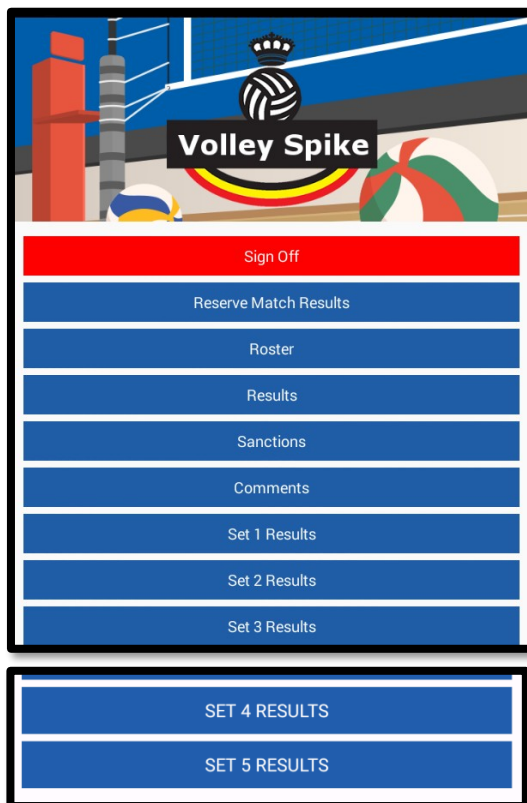 Volley Spike
Sign Off
Reserve Match Results
Roster
Results
Sanctions
Comments
Set 1 Results
Set 2 Results
Set 3 Results
SET 4 RESULTS
SET 5 RESULTS